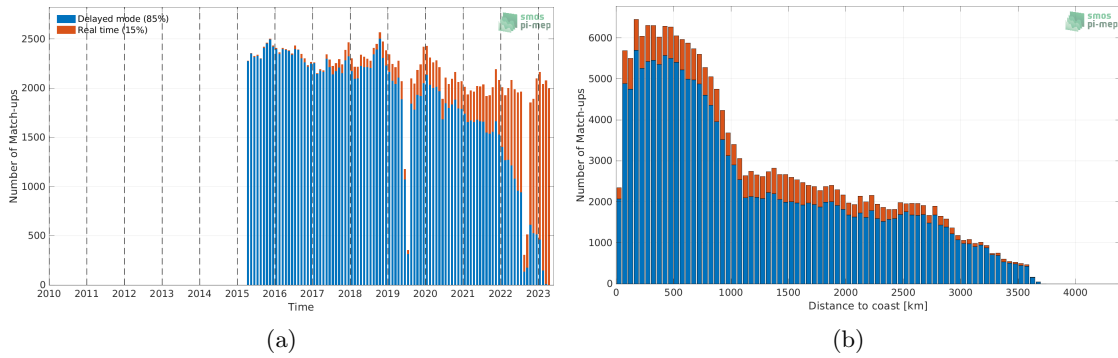 Delayed mode (85%)
Real time (15%)
smos
pi-mep
Number of Match-ups
2500
2000
1500
1000
500
0
2010 2011 2012 2013 2014 2015 2016 2017 2018 2019 2020 2021 2022 2023
Time
(a)
smos
pi-mep
Number of Match-ups
6000
5000
4000
3000
2000
1000
0
0 500 1000 1500 2000 2500 3000 3500 4000
Distance to coast [km]
(b)